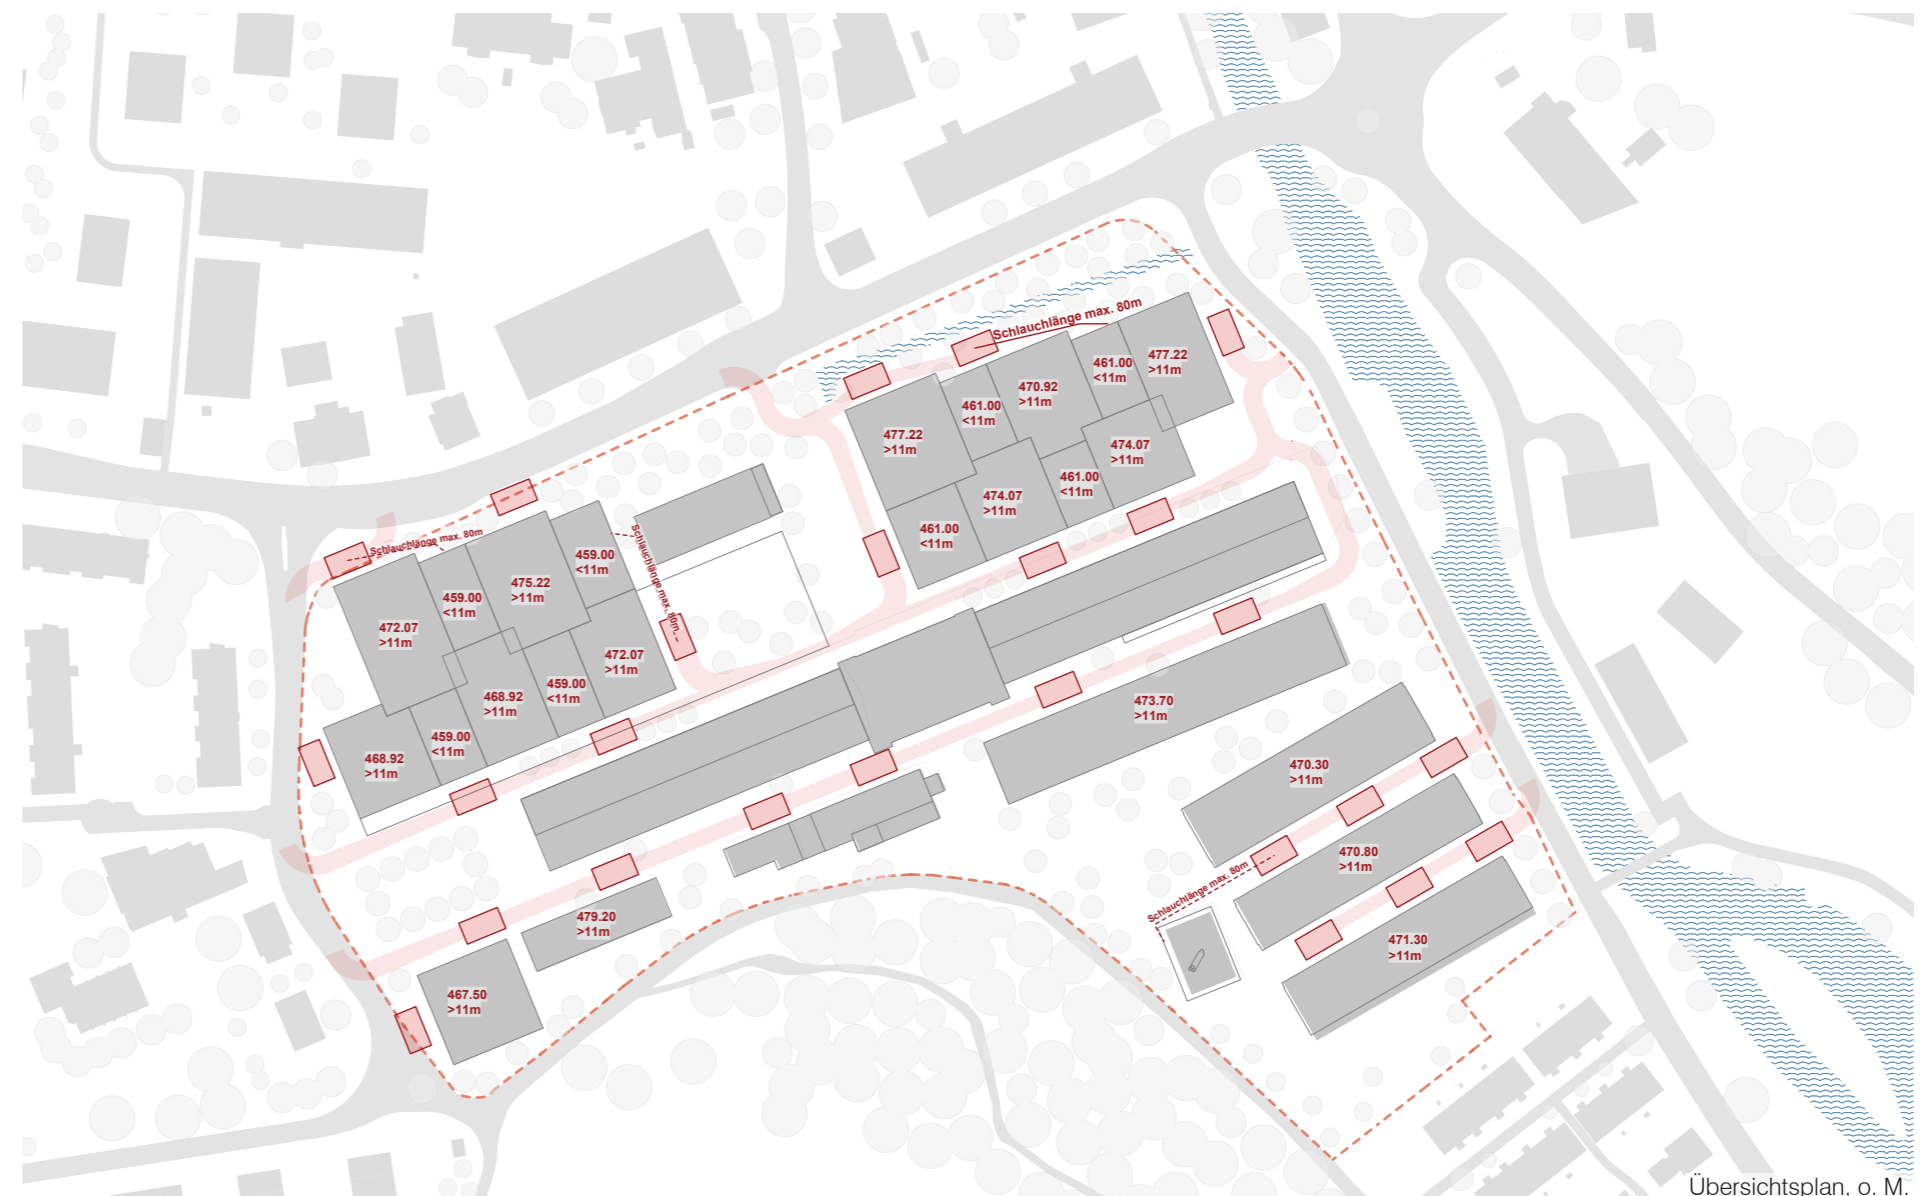 Schlauchlänge max. 80m
477.22
>11m
461.00
<11m
470.92
>11m
461.00
<11m
477.22
>11m
474.07
>11m
461.00
<11m
474.07
>11m
461.00
<11m
Schlauchlänge max. 80m
Schlauchlänge max. 80m
472.07
>11m
459.00
<11m
475.22
>11m
459.00
<11m
472.07
>11m
459.00
<11m
468.92
>11m
459.00
<11m
468.92
>11m
473.70
>11m
470.30
>11m
470.80
>11m
Schlauchlänge max. 80m
471.30
>11m
479.20
>11m
467.50
>11m
Übersichtsplan, o. M.